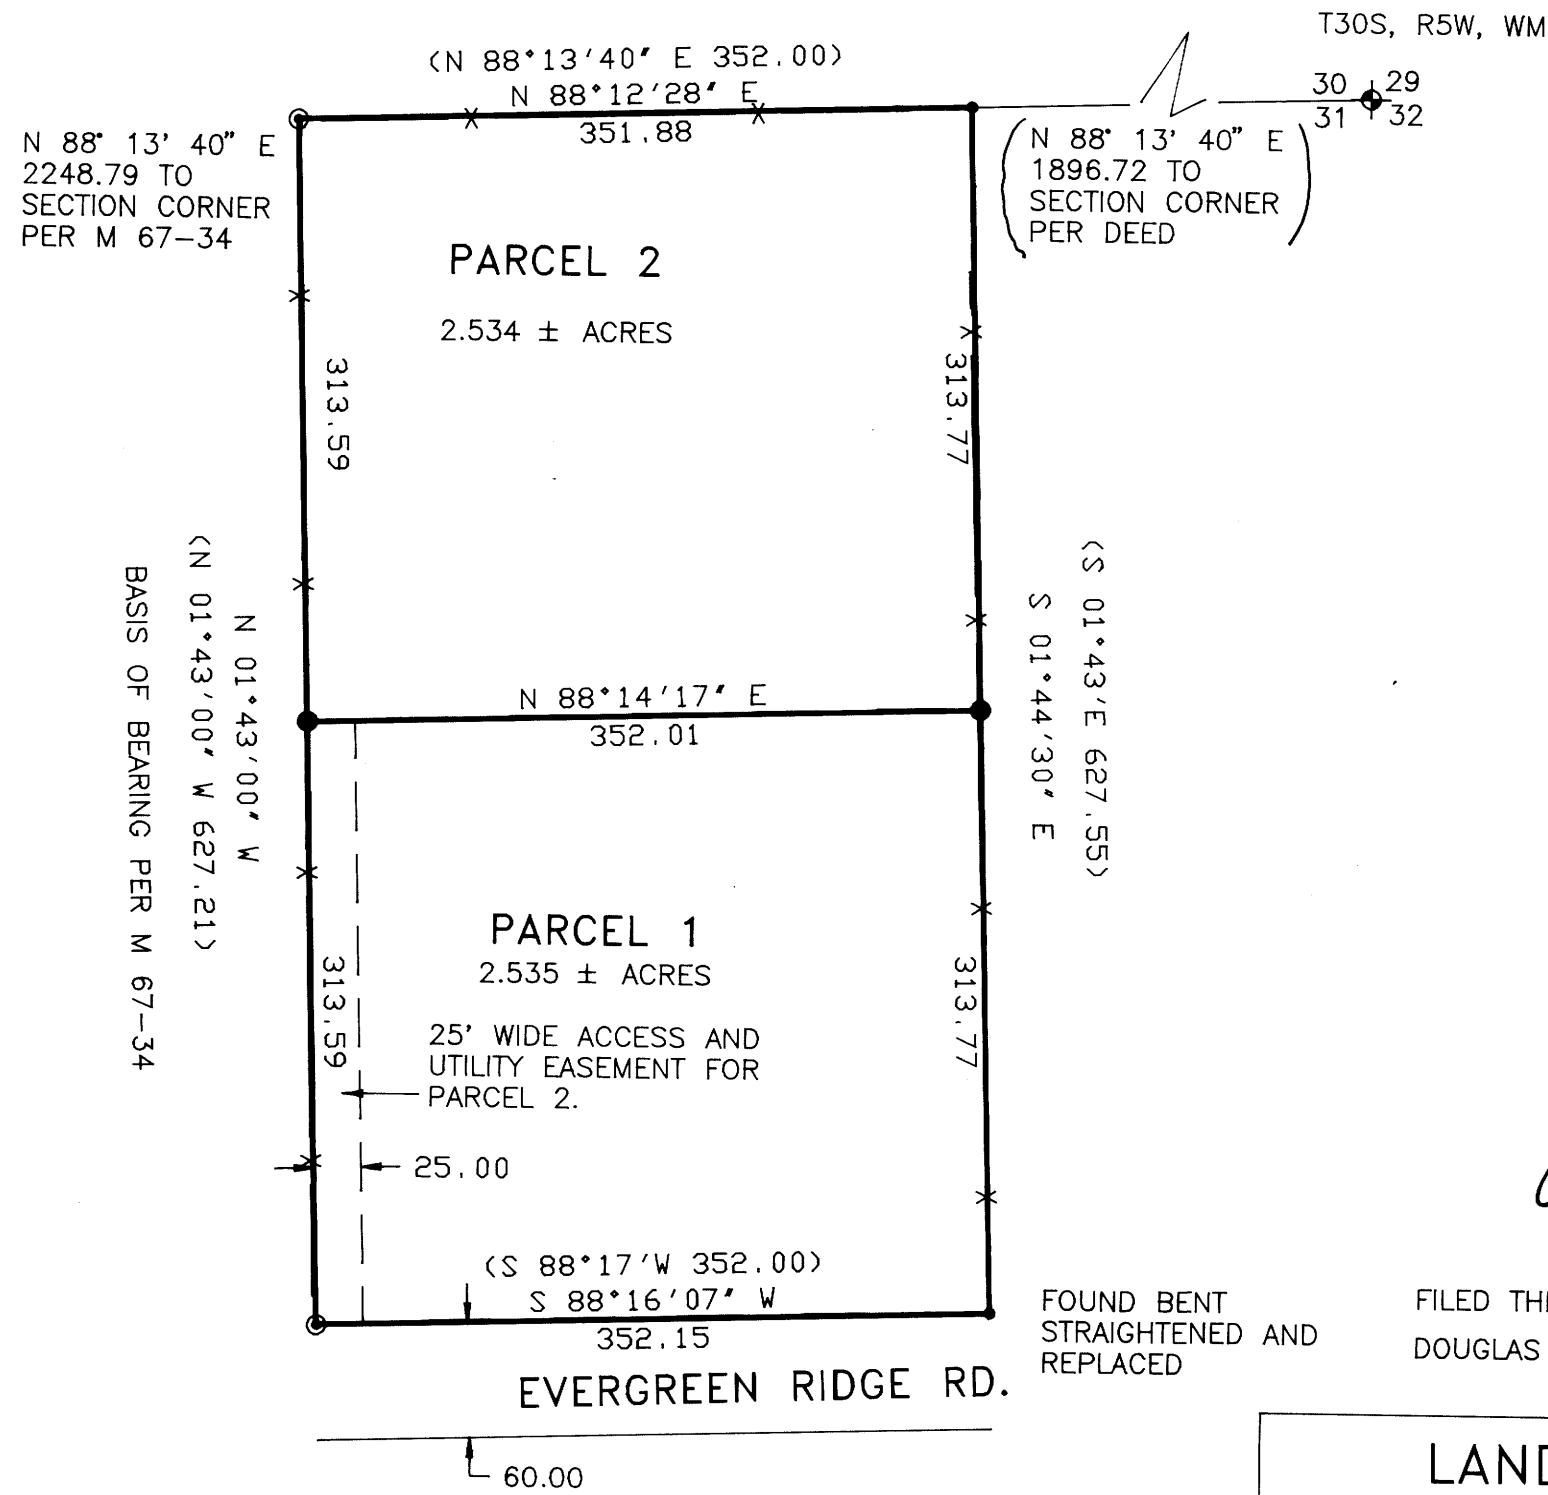 T30S, R5W, WM
(N 88°13'40" E 352.00)
N 88°12'28" E
351.88
30 29
31 32
N 88° 13' 40" E
2248.79 TO
SECTION CORNER
PER M 67-34
(N 88° 13' 40" E
1896.72 TO
SECTION CORNER
PER DEED)
PARCEL 2
2.534 ± ACRES
313.59
313.77
BASIS OF BEARING PER M 67-34
(N 01°43'00" W 627.21)
N 01°43'00" W
S 01°44'30" E
(S 01°43'E 627.55)
N 88°14'17" E
352.01
PARCEL 1
2.535 ± ACRES
313.59
313.77
25' WIDE ACCESS AND
UTILITY EASEMENT FOR
PARCEL 2.
25.00
(S 88°17'W 352.00)
S 88°16'07" W
352.15
FOUND BENT
STRAIGHTENED AND
REPLACED
FILED
DOUGLAS
EVERGREEN RIDGE RD.
60.00
LAND